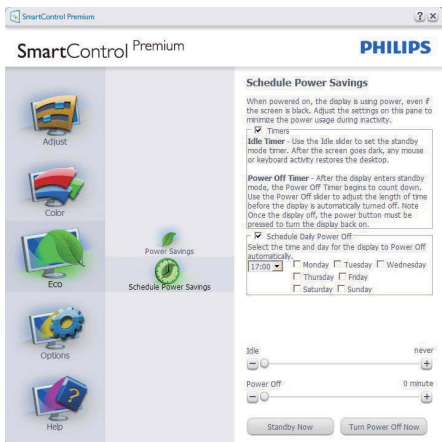 SmartControl Premium
SmartControl Premium
PHILIPS
Adjust
Color
Eco
Options
Help
Power Savings
Schedule Power Savings
Schedule Power Savings
When powered on, the display is using power, even if
the screen is black. Adjust the settings on this pane to
minimize the power usage during inactivity.
Timers
Idle Timer - Use the Idle slider to set the standby
mode timer. After the screen goes dark, any mouse
or keyboard activity restores the desktop.
Power Off Timer - After the display enters standby
mode, the Power Off Timer begins to count down.
Use the Power Off slider to adjust the length of time
before the display is automatically turned off. Note
Once the display off, the power button must be
pressed to turn the display back on.
Schedule Daily Power Off
Select the time and day for the display to Power Off
automatically.
17:00 Monday Tuesday Wednesday
Thursday Friday
Saturday Sunday
Idle never
Power Off 0 minute
Standby Now Turn Power Off Now